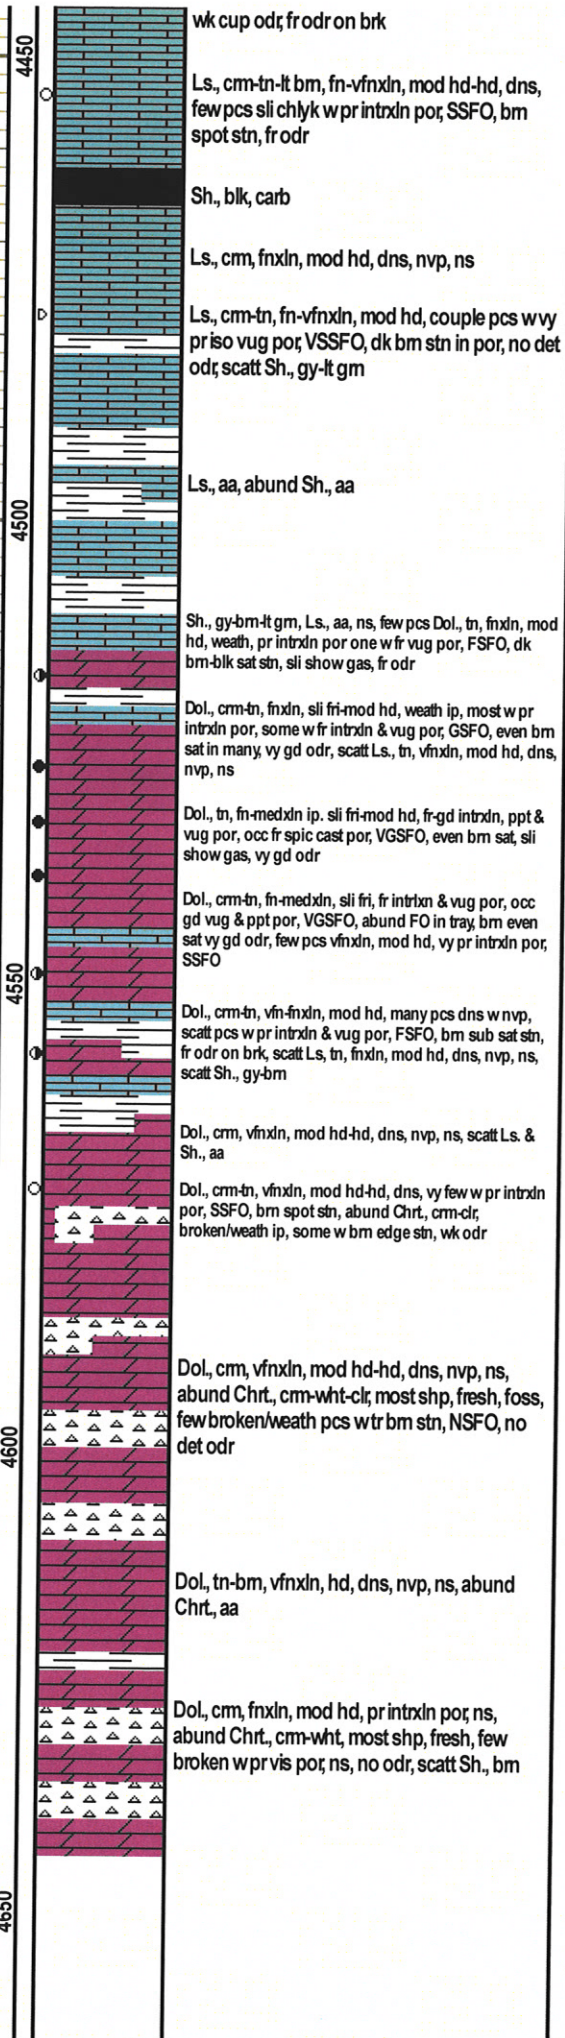 wk cup odr, fr odr on brk
4450
Ls., crm-tn-lt brn, fn-vfnxln, mod hd-hd, dns,
few pcs sli chlyk w pr intrxln por, SSFO, brn
spot stn, fr odr
Sh., blk, carb
Ls., crm, fnxln, mod hd, dns, nvp, ns
Ls., crm-tn, fn-vfnxln, mod hd, couple pcs w vy
pr iso vug por, VSSFO, dk brn stn in por, no det
odr, scatt Sh., gy-lt grn
Ls., aa, abund Sh., aa
4500
Sh., gy-brn-lt grn, Ls., aa, ns, few pcs Dol., tn, fnxln, mod
hd, weath, pr intrxln por one w fr vug por, FSFO, dk
brn-blk sat stn, sli show gas, fr odr
Dol., crm-tn, fnxln, sli fri-mod hd, weath ip, most w pr
intrxln por, some w fr intrxln & vug por, GSFO, even brn
sat in many, vy gd odr, scatt Ls., tn, vfnxln, mod hd, dns,
nvp, ns
Dol., tn, fn-medxln ip. sli fri-mod hd, fr-gd intrxln, ppt &
vug por, occ fr spic cast por, VGSFO, even brn sat, sli
show gas, vy gd odr
Dol., crm-tn, fn-medxln, sli fri, fr intrlxn & vug por, occ
gd vug & ppt por, VGSFO, abund FO in tray, brn even
sat vy gd odr, few pcs vfnxln, mod hd, vy pr intrxln por,
SSFO
4550
Dol., crm-tn, vfn-fnxln, mod hd, many pcs dns w nvp,
scatt pcs w pr intrxln & vug por, FSFO, brn sub sat stn,
fr odr on brk, scatt Ls, tn, fnxln, mod hd, dns, nvp, ns,
scatt Sh., gy-brn
Dol., crm, vfnxln, mod hd-hd, dns, nvp, ns, scatt Ls. &
Sh., aa
Dol., crm-tn, vfnxln, mod hd-hd, dns, vy few w pr intrxln
por, SSFO, brn spot stn, abund Chrt., crm-clr,
broken/weath ip, some w brn edge stn, wk odr
Dol., crm, vfnxln, mod hd-hd, dns, nvp, ns,
abund Chrt., crm-wht-clr, most shp, fresh, foss,
few broken/weath pcs w tr brn stn, NSFO, no
det odr
4600
Dol., tn-brn, vfnxln, hd, dns, nvp, ns, abund
Chrt., aa
Dol., crm, fnxln, mod hd, pr intrxln por, ns,
abund Chrt., crm-wht, most shp, fresh, few
broken w pr vis por, ns, no odr, scatt Sh., brn
4650